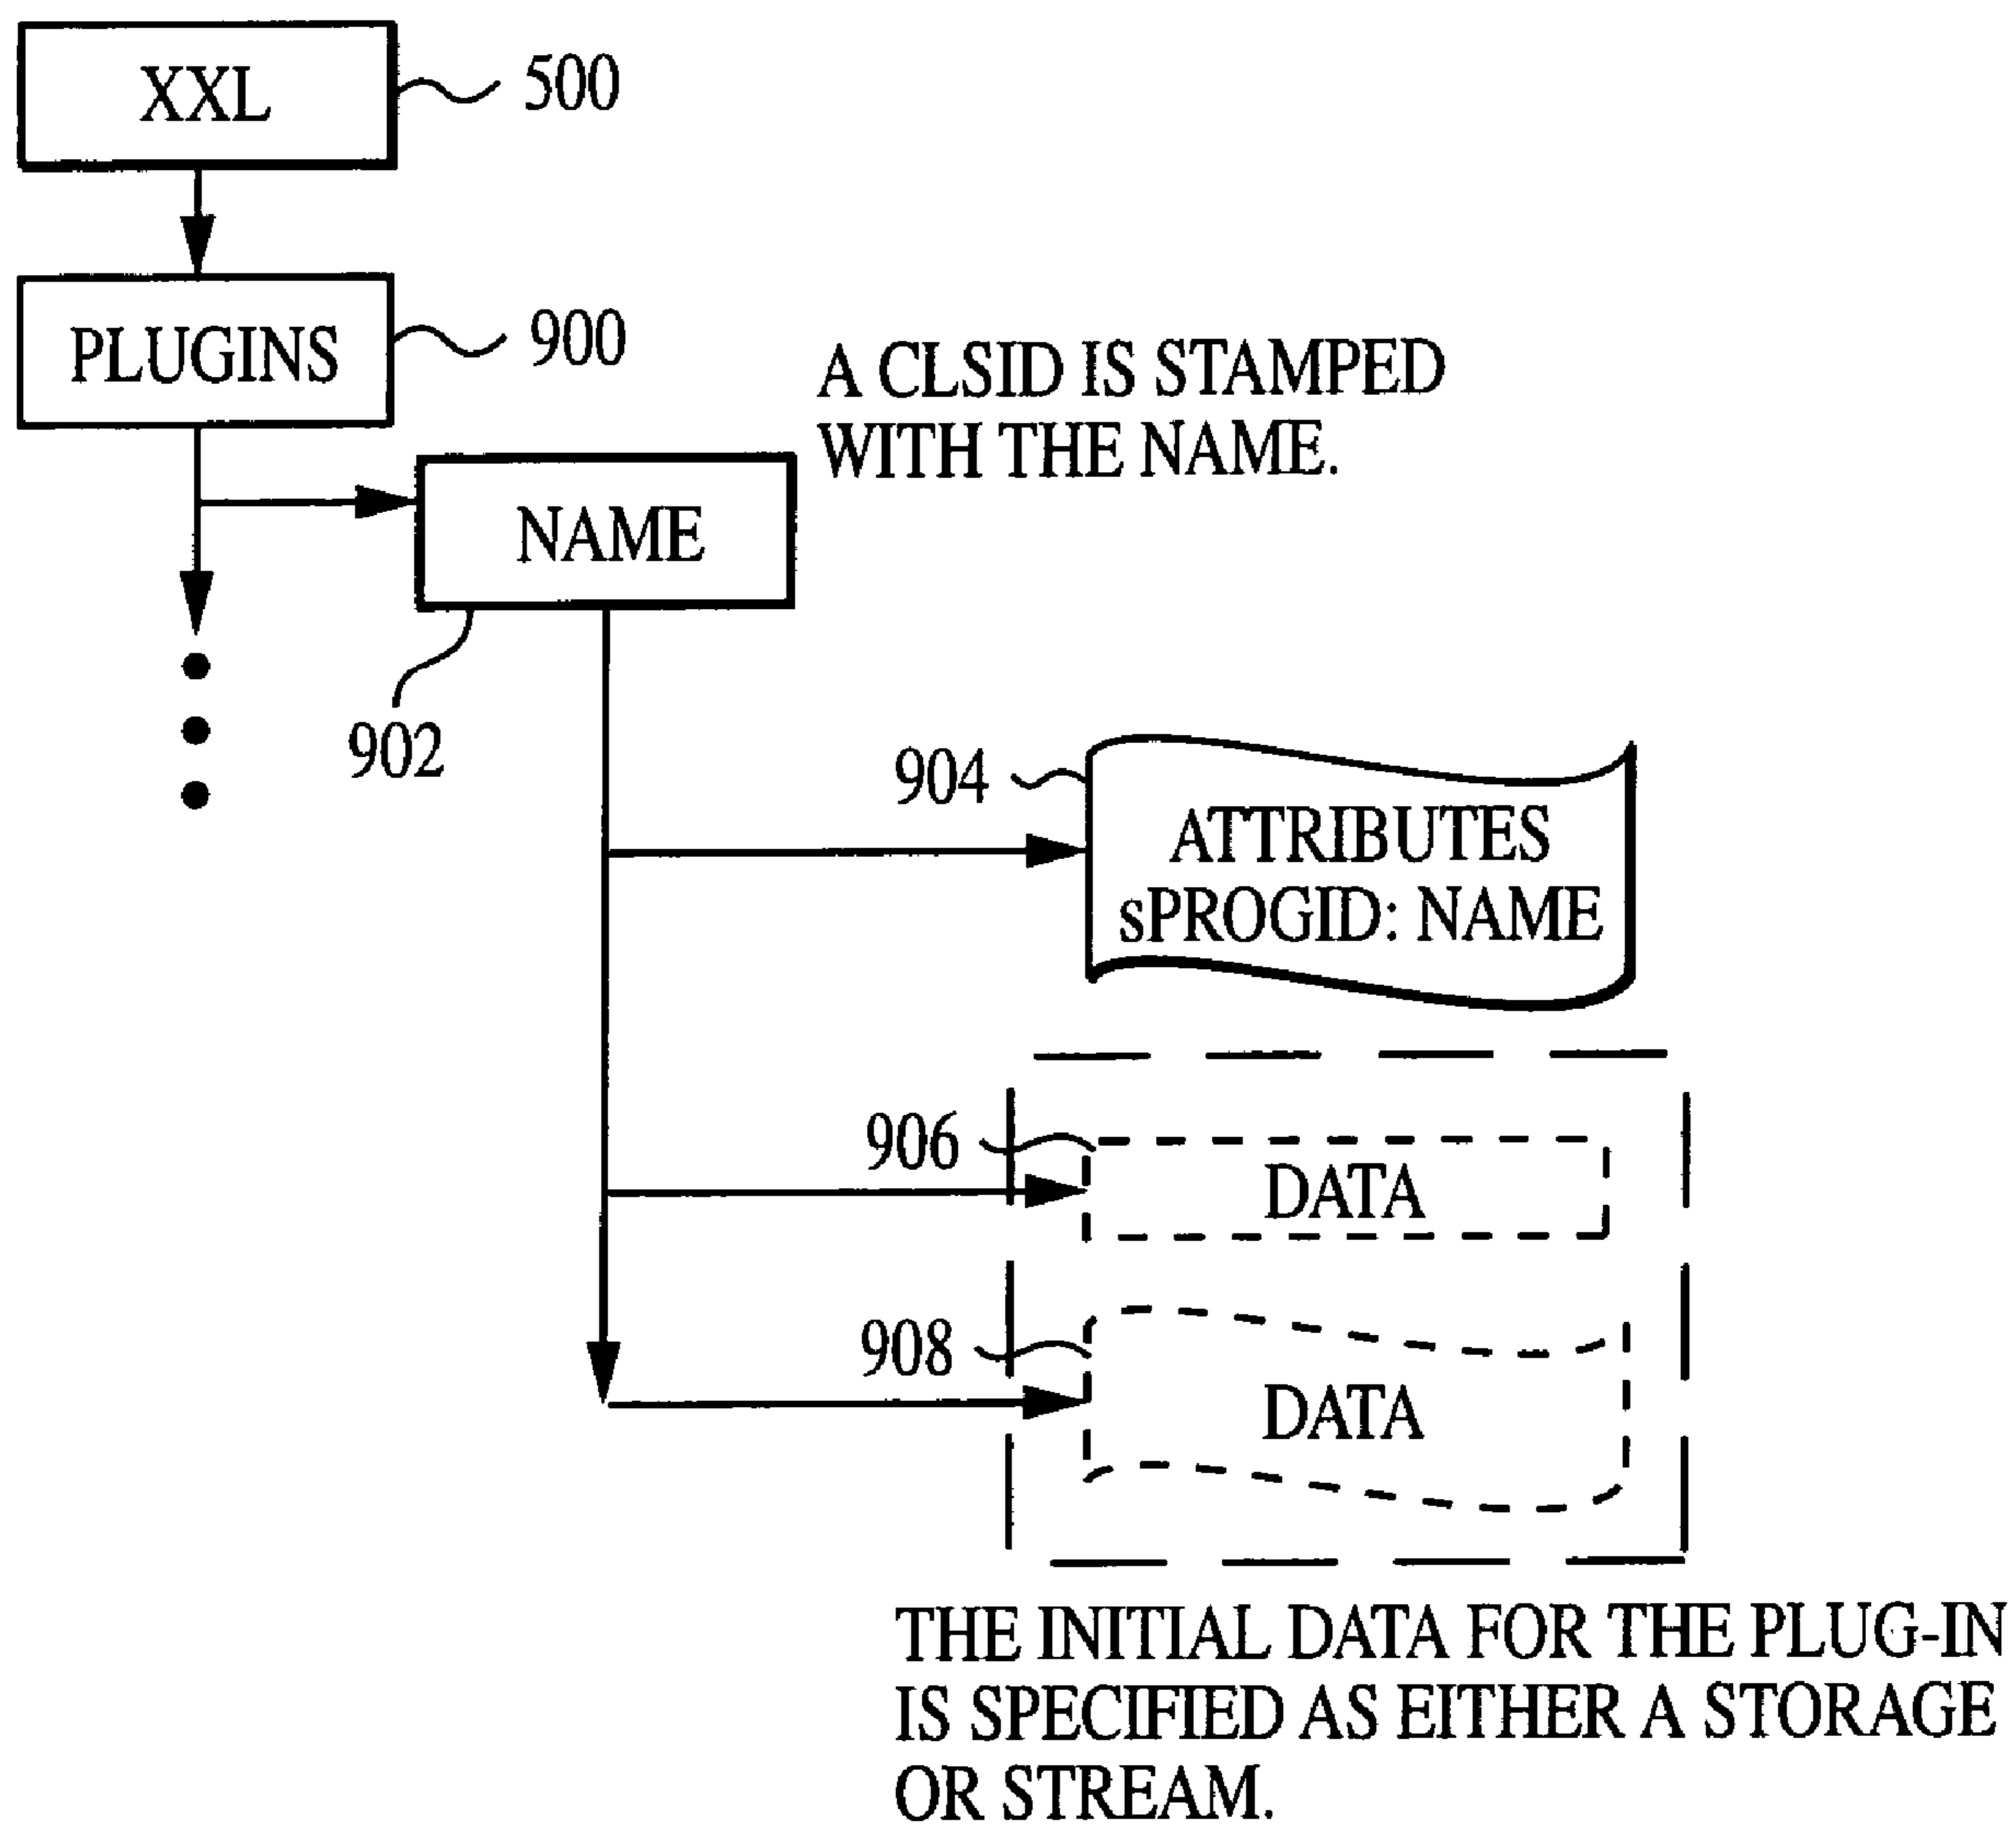 XXL
500
PLUGINS
900
A CLSID IS STAMPED
WITH THE NAME.
NAME
902
904
ATTRIBUTES
sPROGID: NAME
906
DATA
908
DATA
THE INITIAL DATA FOR THE PLUG-IN
IS SPECIFIED AS EITHER A STORAGE
OR STREAM.